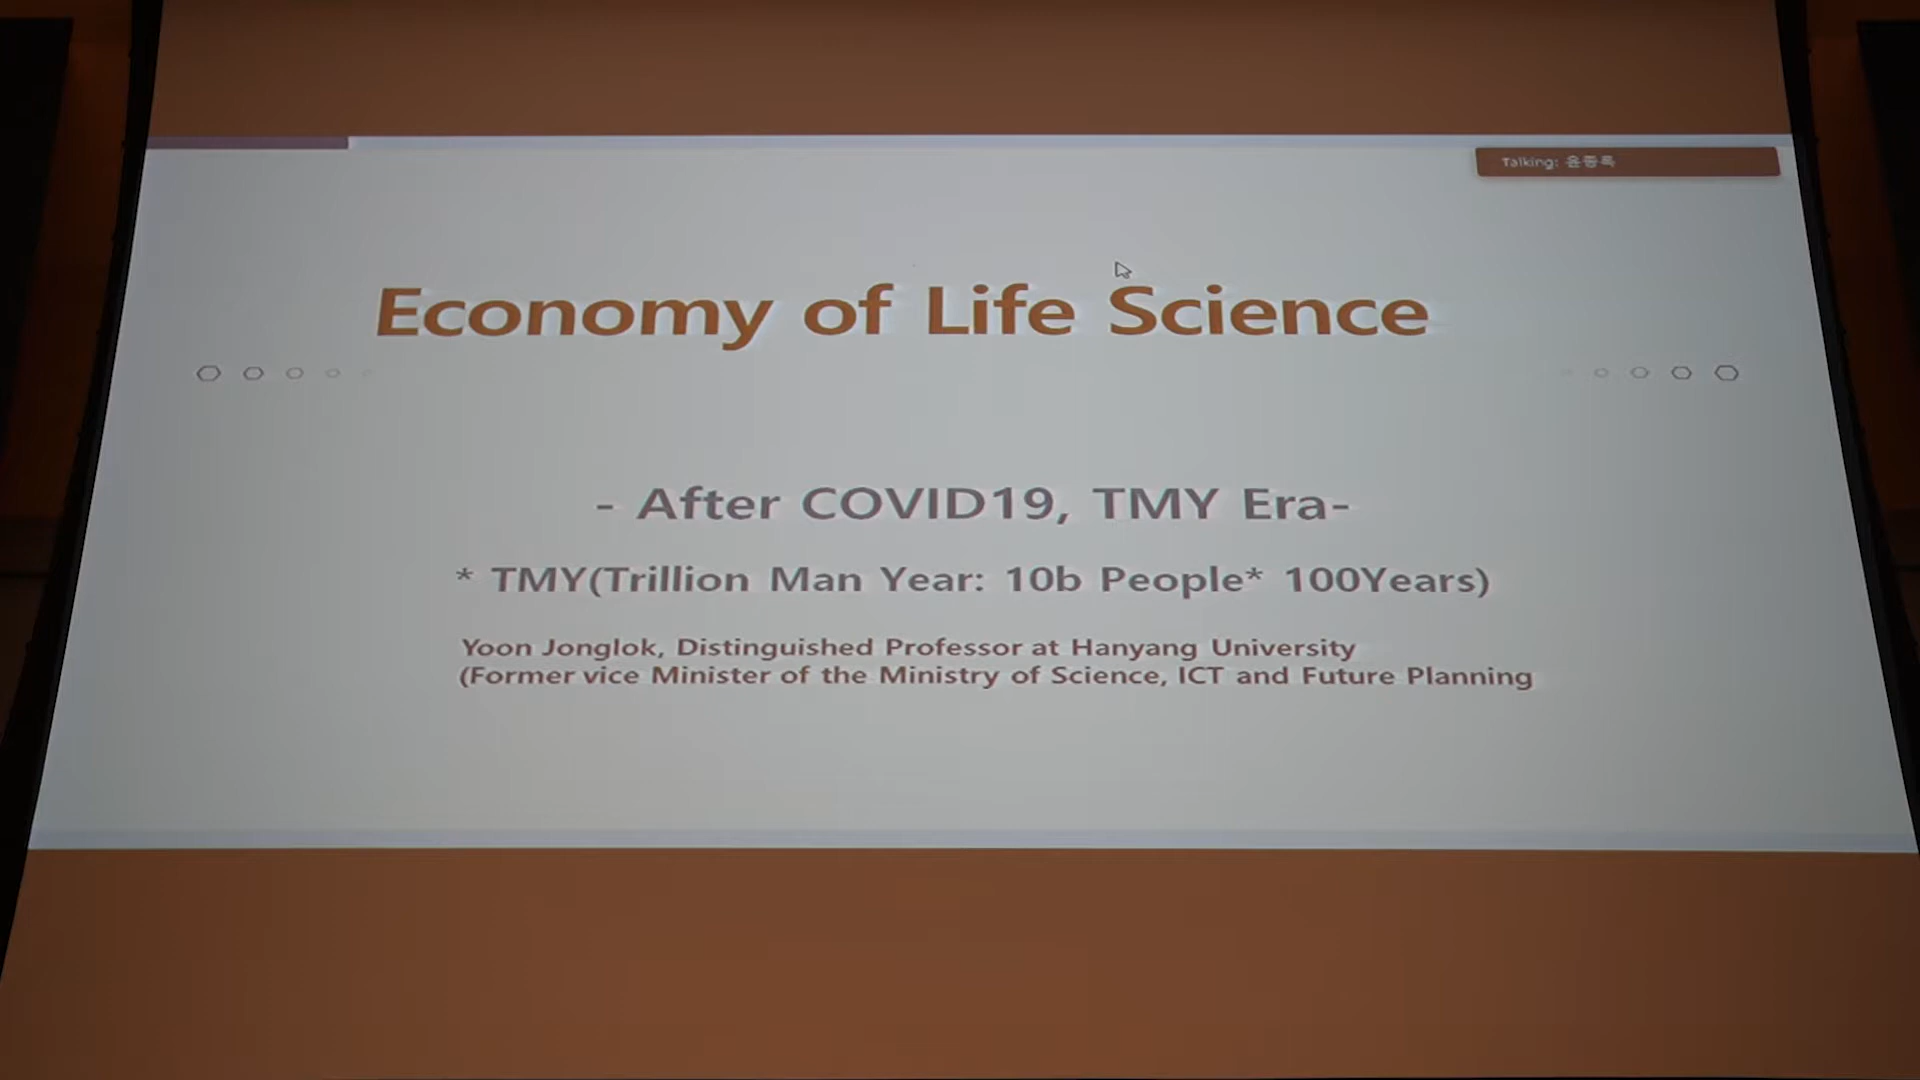 Talking: 윤종록
Economy of Life Science
- After COVID19, TMY Era-
* TMY(Trillion Man Year: 10b People* 100Years)
Yoon Jonglok, Distinguished Professor at Hanyang University
(Former vice Minister of the Ministry of Science, ICT and Future Planning